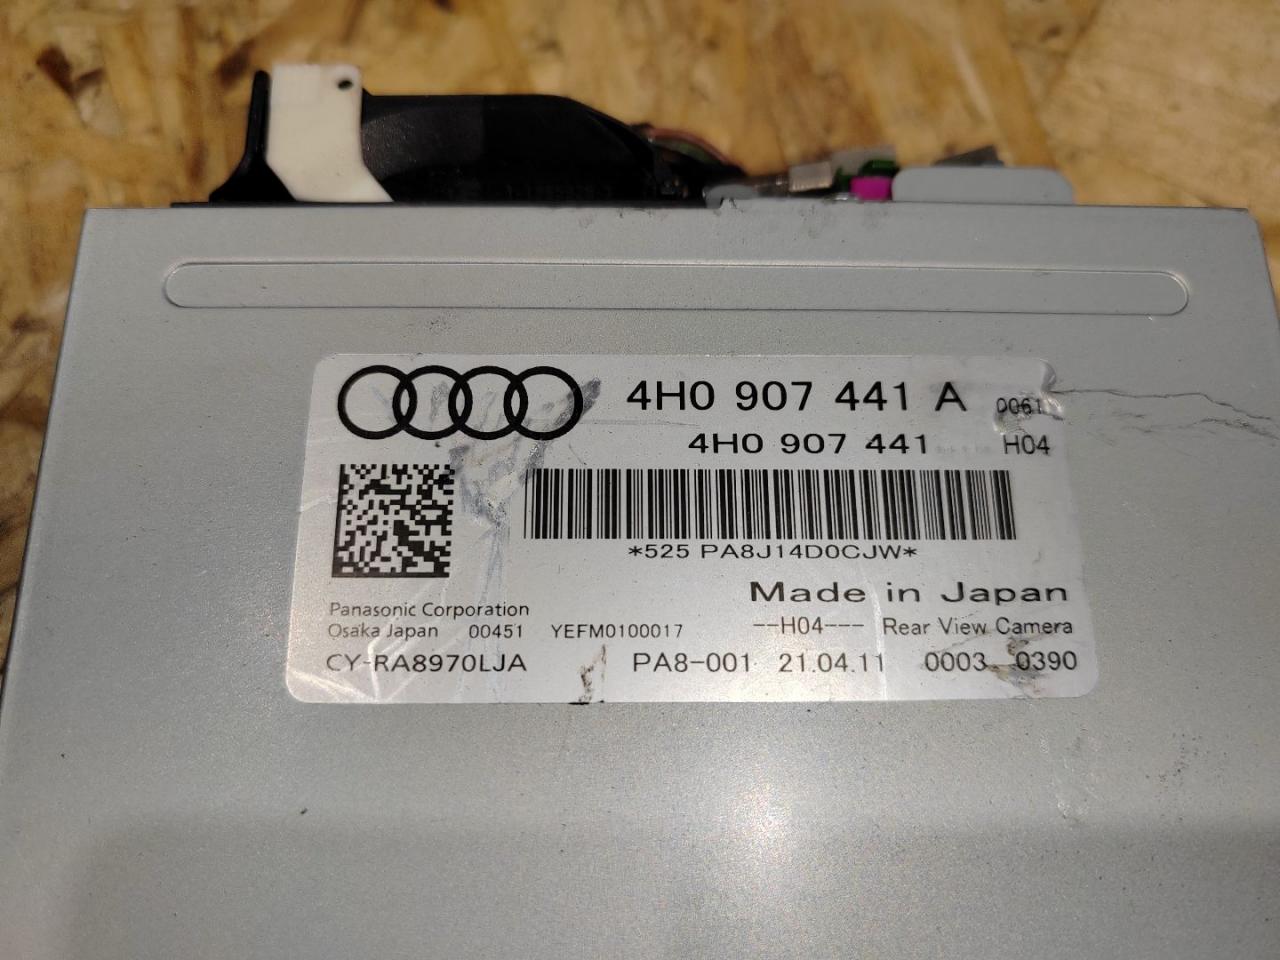 4H0 907 441 A 0061
4H0 907 441 H04
*525 PA8J14D0CJW*
Made in Japan
Panasonic Corporation
Osaka Japan 00451 YEFM0100017 --H04--- Rear View Camera
CY-RA8970LJA PA8-001 21.04.11 0003 0390